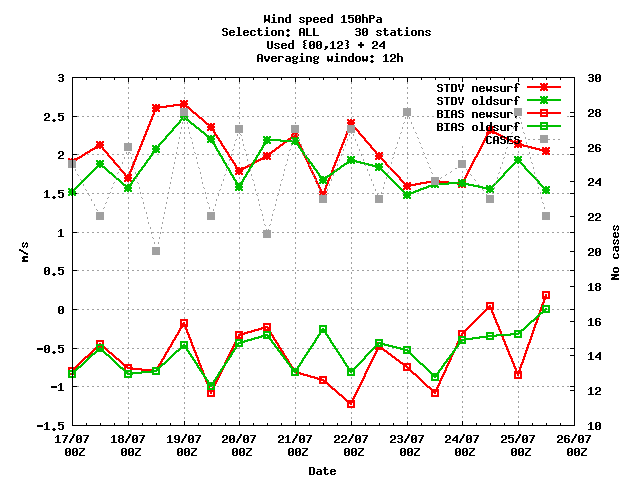 Wind speed 150hPa
Selection: ALL 30 stations
Used {00,12} + 24
Averaging window: 12h
STDV newsurf
STDV oldsurf
BIAS newsurf
BIAS oldsurf
CASES
3
2.5
2
1.5
1
0.5
0
-0.5
-1
-1.5
m/s
30
28
26
24
22
20
18
16
14
12
10
No cases
17/07 18/07 19/07 20/07 21/07 22/07 23/07 24/07 25/07 26/07
00Z 00Z 00Z 00Z 00Z 00Z 00Z 00Z 00Z 00Z
Date